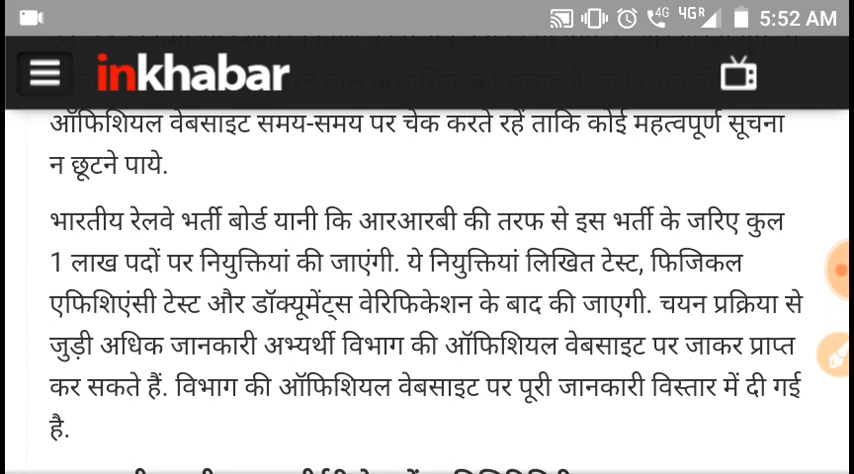 4G 4GR 5:52 AM
inkhabar
ऑफिशियल वेबसाइट समय-समय पर चेक करते रहें ताकि कोई महत्वपूर्ण सूचना
न छूटने पाये.
भारतीय रेलवे भर्ती बोर्ड यानी कि आरआरबी की तरफ से इस भर्ती के जरिए कुल
1 लाख पदों पर नियुक्तियां की जाएंगी. ये नियुक्तियां लिखित टेस्ट, फिजिकल
एफिशिएंसी टेस्ट और डॉक्यूमेंट्स वेरिफिकेशन के बाद की जाएगी. चयन प्रक्रिया से
जुड़ी अधिक जानकारी अभ्यर्थी विभाग की ऑफिशियल वेबसाइट पर जाकर प्राप्त
कर सकते हैं. विभाग की ऑफिशियल वेबसाइट पर पूरी जानकारी विस्तार में दी गई
है.